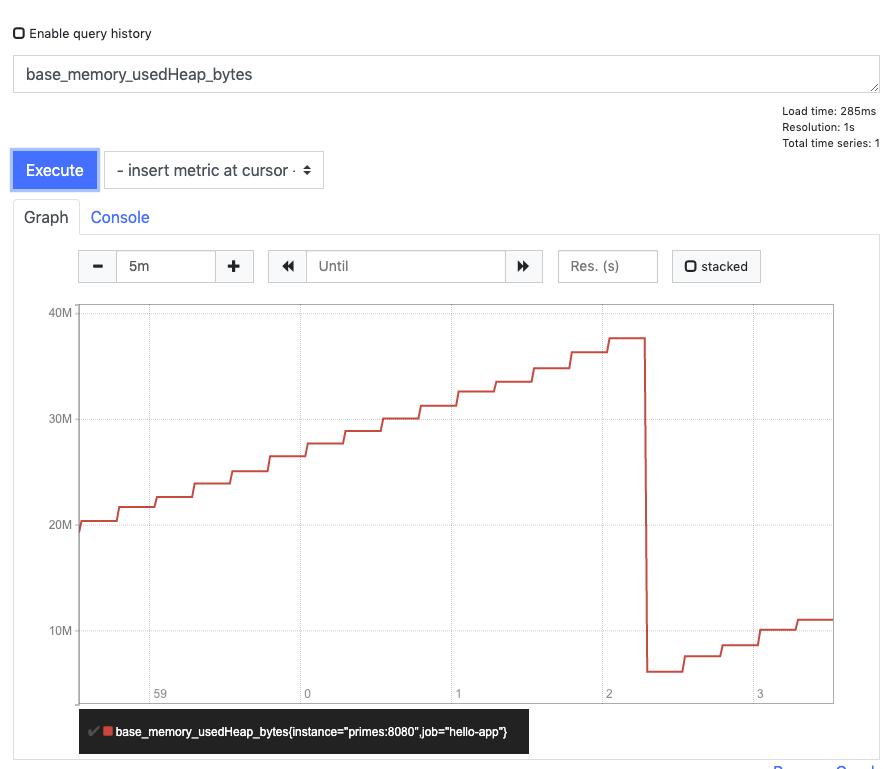 Enable query history
base_memory_usedHeap_bytes
Load time: 285ms
Resolution: 1s
Total time series: 1
Execute
- insert metric at cursor -
Graph Console
5m Until Res. (s) stacked
40M
30M
20M
10M
59 0 1 2 3
base_memory_usedHeap_bytes{instance="primes:8080",job="hello-app"}